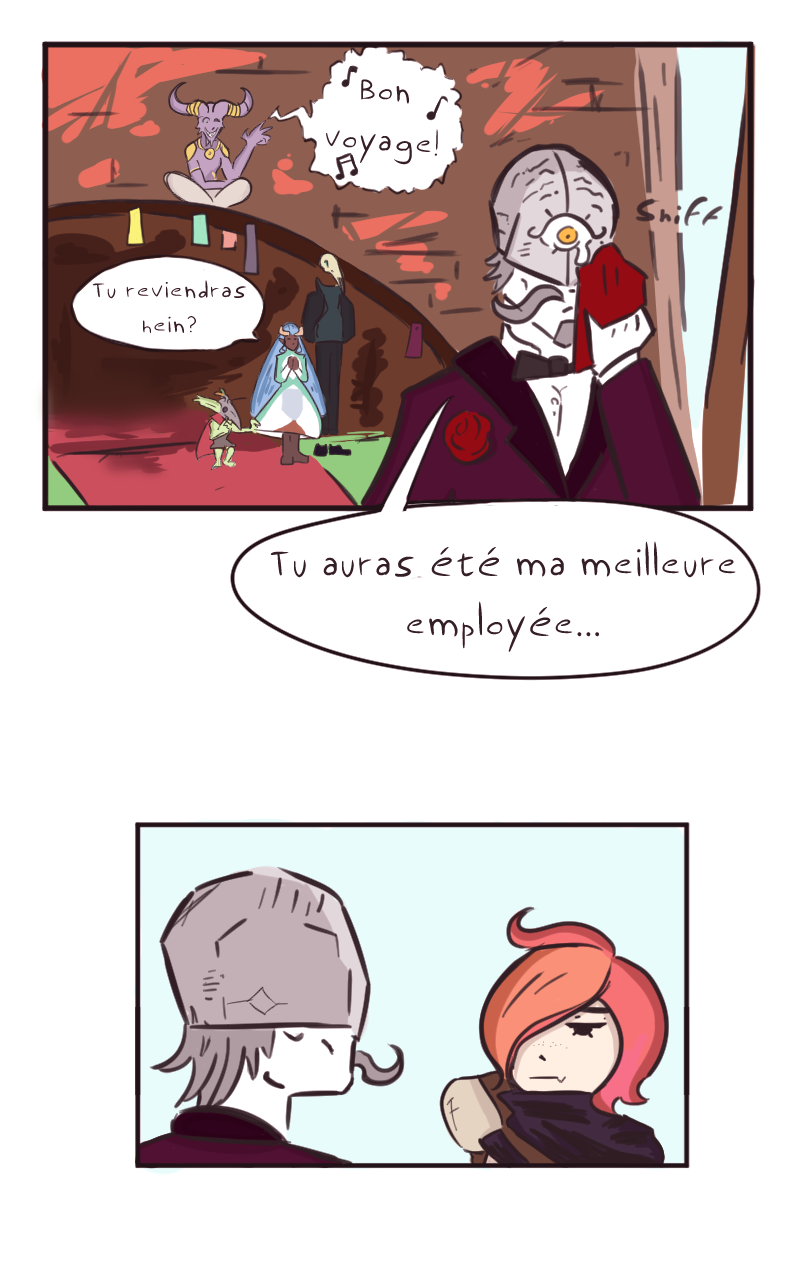 Bon
voyage!
Sniff
Tu reviendras
hein?
Tu auras été ma meilleure
employée...